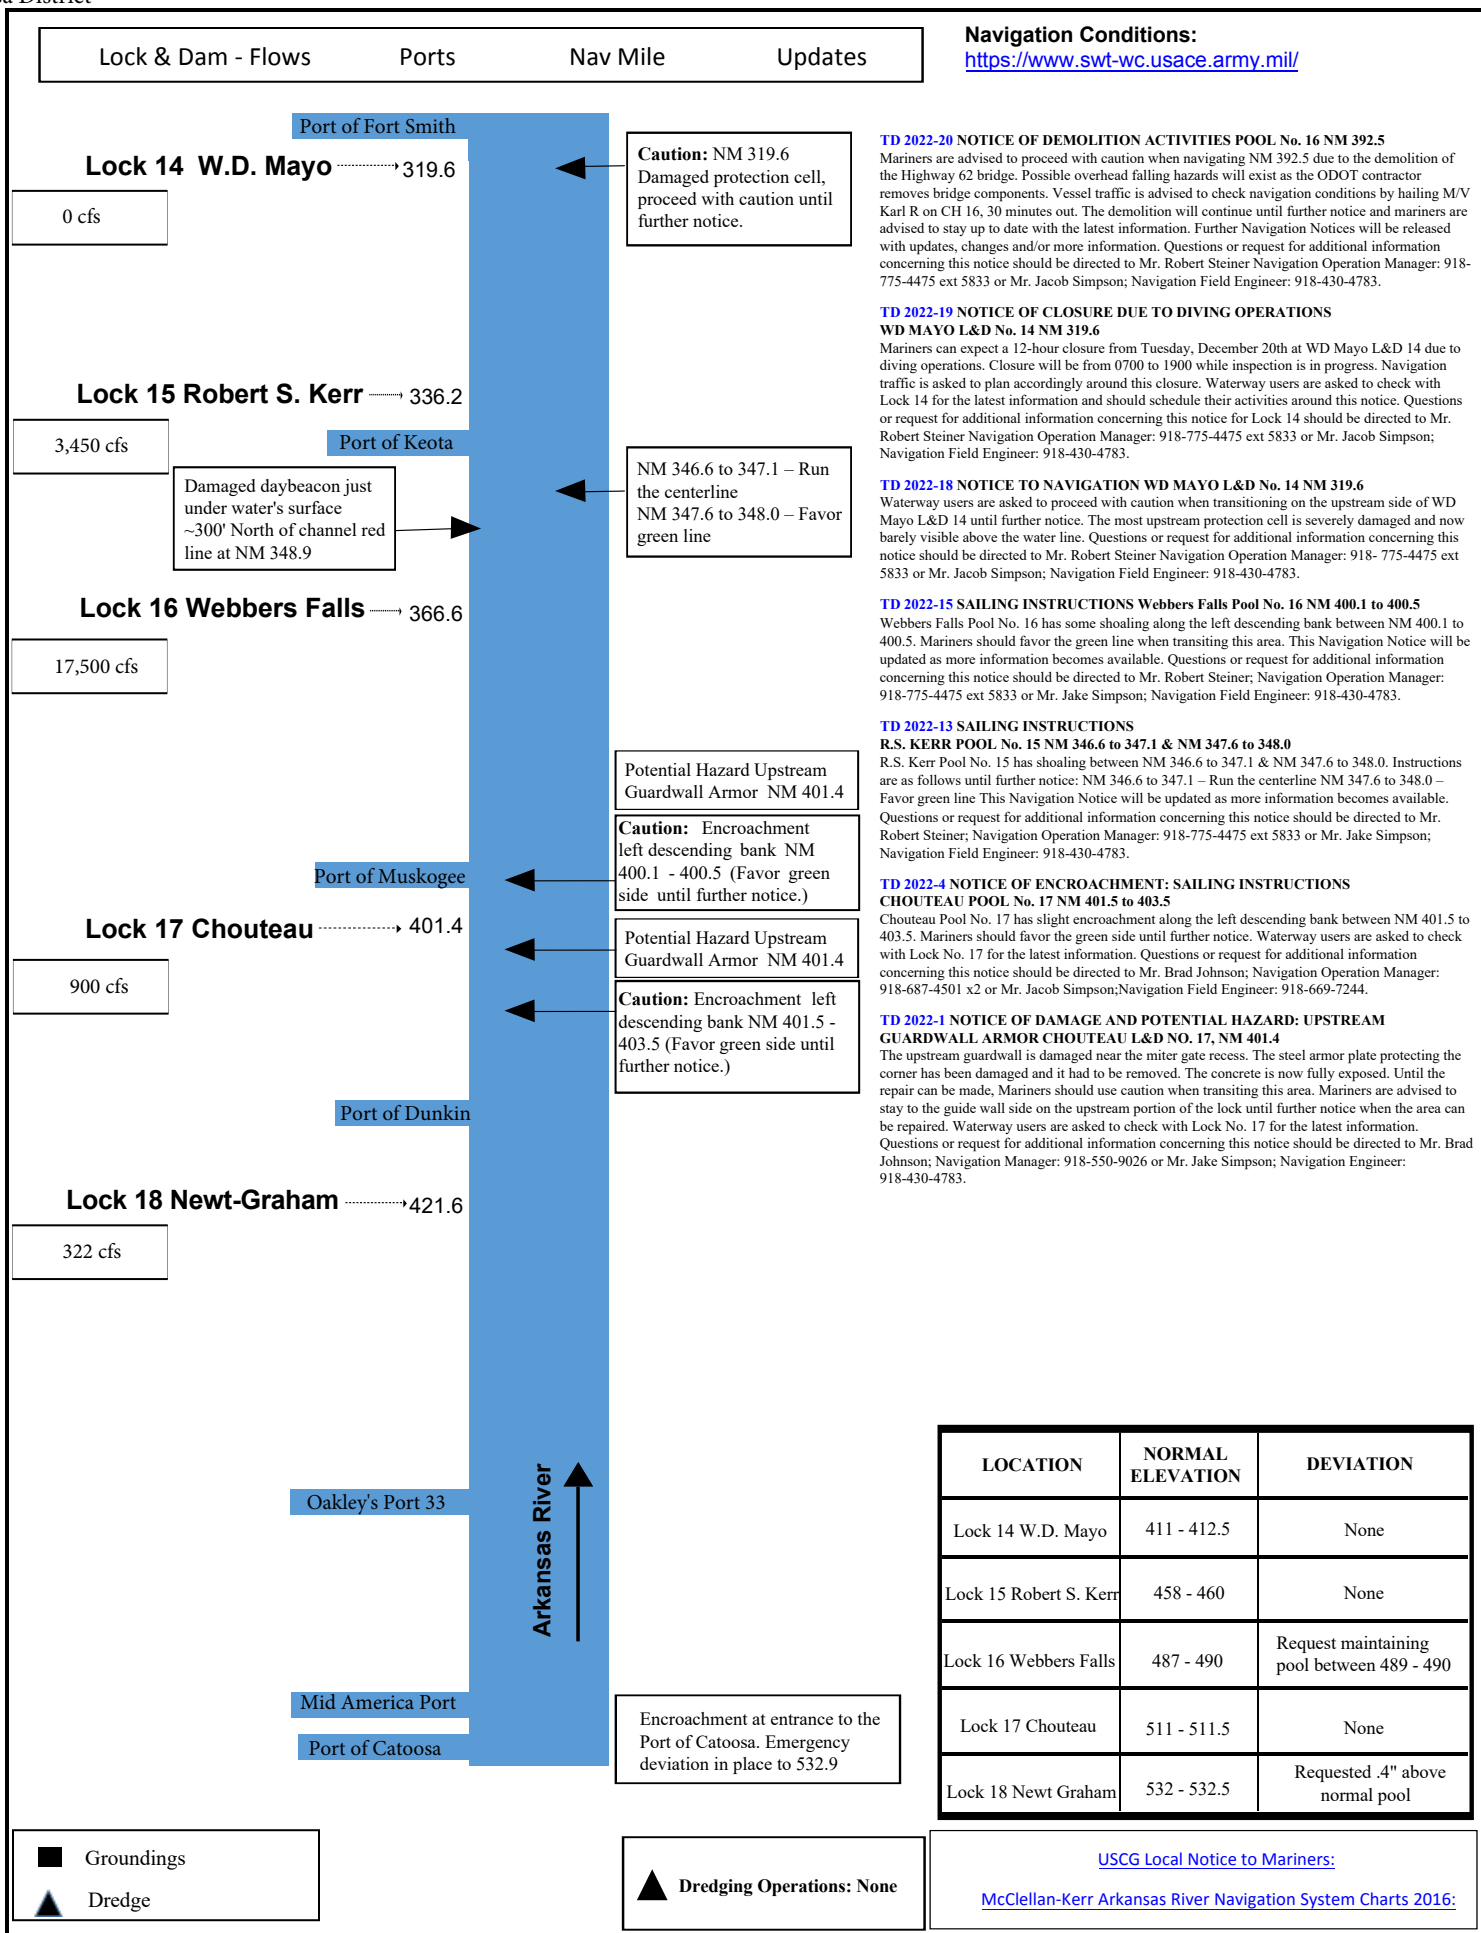 District
Lock & Dam - Flows Ports Nav Mile Updates
Navigation Conditions:
https://www.swt-wc.usace.army.mil/
Port of Fort Smith
Lock 14 W.D. Mayo 319.6
0 cfs
Caution: NM 319.6
Damaged protection cell,
proceed with caution until
further notice.
Lock 15 Robert S. Kerr 336.2
3,450 cfs
Port of Keota
Damaged daybeacon just
under water's surface
~300' North of channel red
line at NM 348.9
NM 346.6 to 347.1 – Run
the centerline
NM 347.6 to 348.0 – Favor
green line
Lock 16 Webbers Falls 366.6
17,500 cfs
Potential Hazard Upstream
Guardwall Armor NM 401.4
Caution: Encroachment
left descending bank NM
400.1 - 400.5 (Favor green
side until further notice.)
Port of Muskogee
Lock 17 Chouteau 401.4
900 cfs
Potential Hazard Upstream
Guardwall Armor NM 401.4
Caution: Encroachment left
descending bank NM 401.5 -
403.5 (Favor green side until
further notice.)
Port of Dunkin
Lock 18 Newt-Graham 421.6
322 cfs
Oakley's Port 33
Arkansas River
Mid America Port
Port of Catoosa
Encroachment at entrance to the
Port of Catoosa. Emergency
deviation in place to 532.9
TD 2022-20 NOTICE OF DEMOLITION ACTIVITIES POOL No. 16 NM 392.5
Mariners are advised to proceed with caution when navigating NM 392.5 due to the demolition of
the Highway 62 bridge. Possible overhead falling hazards will exist as the ODOT contractor
removes bridge components. Vessel traffic is advised to check navigation conditions by hailing M/V
Karl R on CH 16, 30 minutes out. The demolition will continue until further notice and mariners are
advised to stay up to date with the latest information. Further Navigation Notices will be released
with updates, changes and/or more information. Questions or request for additional information
concerning this notice should be directed to Mr. Robert Steiner Navigation Operation Manager: 918-
775-4475 ext 5833 or Mr. Jacob Simpson; Navigation Field Engineer: 918-430-4783.
TD 2022-19 NOTICE OF CLOSURE DUE TO DIVING OPERATIONS
WD MAYO L&D No. 14 NM 319.6
Mariners can expect a 12-hour closure from Tuesday, December 20th at WD Mayo L&D 14 due to
diving operations. Closure will be from 0700 to 1900 while inspection is in progress. Navigation
traffic is asked to plan accordingly around this closure. Waterway users are asked to check with
Lock 14 for the latest information and should schedule their activities around this notice. Questions
or request for additional information concerning this notice for Lock 14 should be directed to Mr.
Robert Steiner Navigation Operation Manager: 918-775-4475 ext 5833 or Mr. Jacob Simpson;
Navigation Field Engineer: 918-430-4783.
TD 2022-18 NOTICE TO NAVIGATION WD MAYO L&D No. 14 NM 319.6
Waterway users are asked to proceed with caution when transitioning on the upstream side of WD
Mayo L&D 14 until further notice. The most upstream protection cell is severely damaged and now
barely visible above the water line. Questions or request for additional information concerning this
notice should be directed to Mr. Robert Steiner Navigation Operation Manager: 918- 775-4475 ext
5833 or Mr. Jacob Simpson; Navigation Field Engineer: 918-430-4783.
TD 2022-15 SAILING INSTRUCTIONS Webbers Falls Pool No. 16 NM 400.1 to 400.5
Webbers Falls Pool No. 16 has some shoaling along the left descending bank between NM 400.1 to
400.5. Mariners should favor the green line when transiting this area. This Navigation Notice will be
updated as more information becomes available. Questions or request for additional information
concerning this notice should be directed to Mr. Robert Steiner; Navigation Operation Manager:
918-775-4475 ext 5833 or Mr. Jake Simpson; Navigation Field Engineer: 918-430-4783.
TD 2022-13 SAILING INSTRUCTIONS
R.S. KERR POOL No. 15 NM 346.6 to 347.1 & NM 347.6 to 348.0
R.S. Kerr Pool No. 15 has shoaling between NM 346.6 to 347.1 & NM 347.6 to 348.0. Instructions
are as follows until further notice: NM 346.6 to 347.1 – Run the centerline NM 347.6 to 348.0 –
Favor green line This Navigation Notice will be updated as more information becomes available.
Questions or request for additional information concerning this notice should be directed to Mr.
Robert Steiner; Navigation Operation Manager: 918-775-4475 ext 5833 or Mr. Jake Simpson;
Navigation Field Engineer: 918-430-4783.
TD 2022-4 NOTICE OF ENCROACHMENT: SAILING INSTRUCTIONS
CHOUTEAU POOL No. 17 NM 401.5 to 403.5
Chouteau Pool No. 17 has slight encroachment along the left descending bank between NM 401.5 to
403.5. Mariners should favor the green side until further notice. Waterway users are asked to check
with Lock No. 17 for the latest information. Questions or request for additional information
concerning this notice should be directed to Mr. Brad Johnson; Navigation Operation Manager:
918-687-4501 x2 or Mr. Jacob Simpson;Navigation Field Engineer: 918-669-7244.
TD 2022-1 NOTICE OF DAMAGE AND POTENTIAL HAZARD: UPSTREAM
GUARDWALL ARMOR CHOUTEAU L&D NO. 17, NM 401.4
The upstream guardwall is damaged near the miter gate recess. The steel armor plate protecting the
corner has been damaged and it had to be removed. The concrete is now fully exposed. Until the
repair can be made, Mariners should use caution when transiting this area. Mariners are advised to
stay to the guide wall side on the upstream portion of the lock until further notice when the area can
be repaired. Waterway users are asked to check with Lock No. 17 for the latest information.
Questions or request for additional information concerning this notice should be directed to Mr. Brad
Johnson; Navigation Manager: 918-550-9026 or Mr. Jake Simpson; Navigation Engineer:
918-430-4783.
LOCATION NORMAL ELEVATION DEVIATION
Lock 14 W.D. Mayo 411 - 412.5 None
Lock 15 Robert S. Kerr 458 - 460 None
Lock 16 Webbers Falls 487 - 490 Request maintaining pool between 489 - 490
Lock 17 Chouteau 511 - 511.5 None
Lock 18 Newt Graham 532 - 532.5 Requested .4" above normal pool
Groundings
Dredge
Dredging Operations: None
USCG Local Notice to Mariners:
McClellan-Kerr Arkansas River Navigation System Charts 2016: